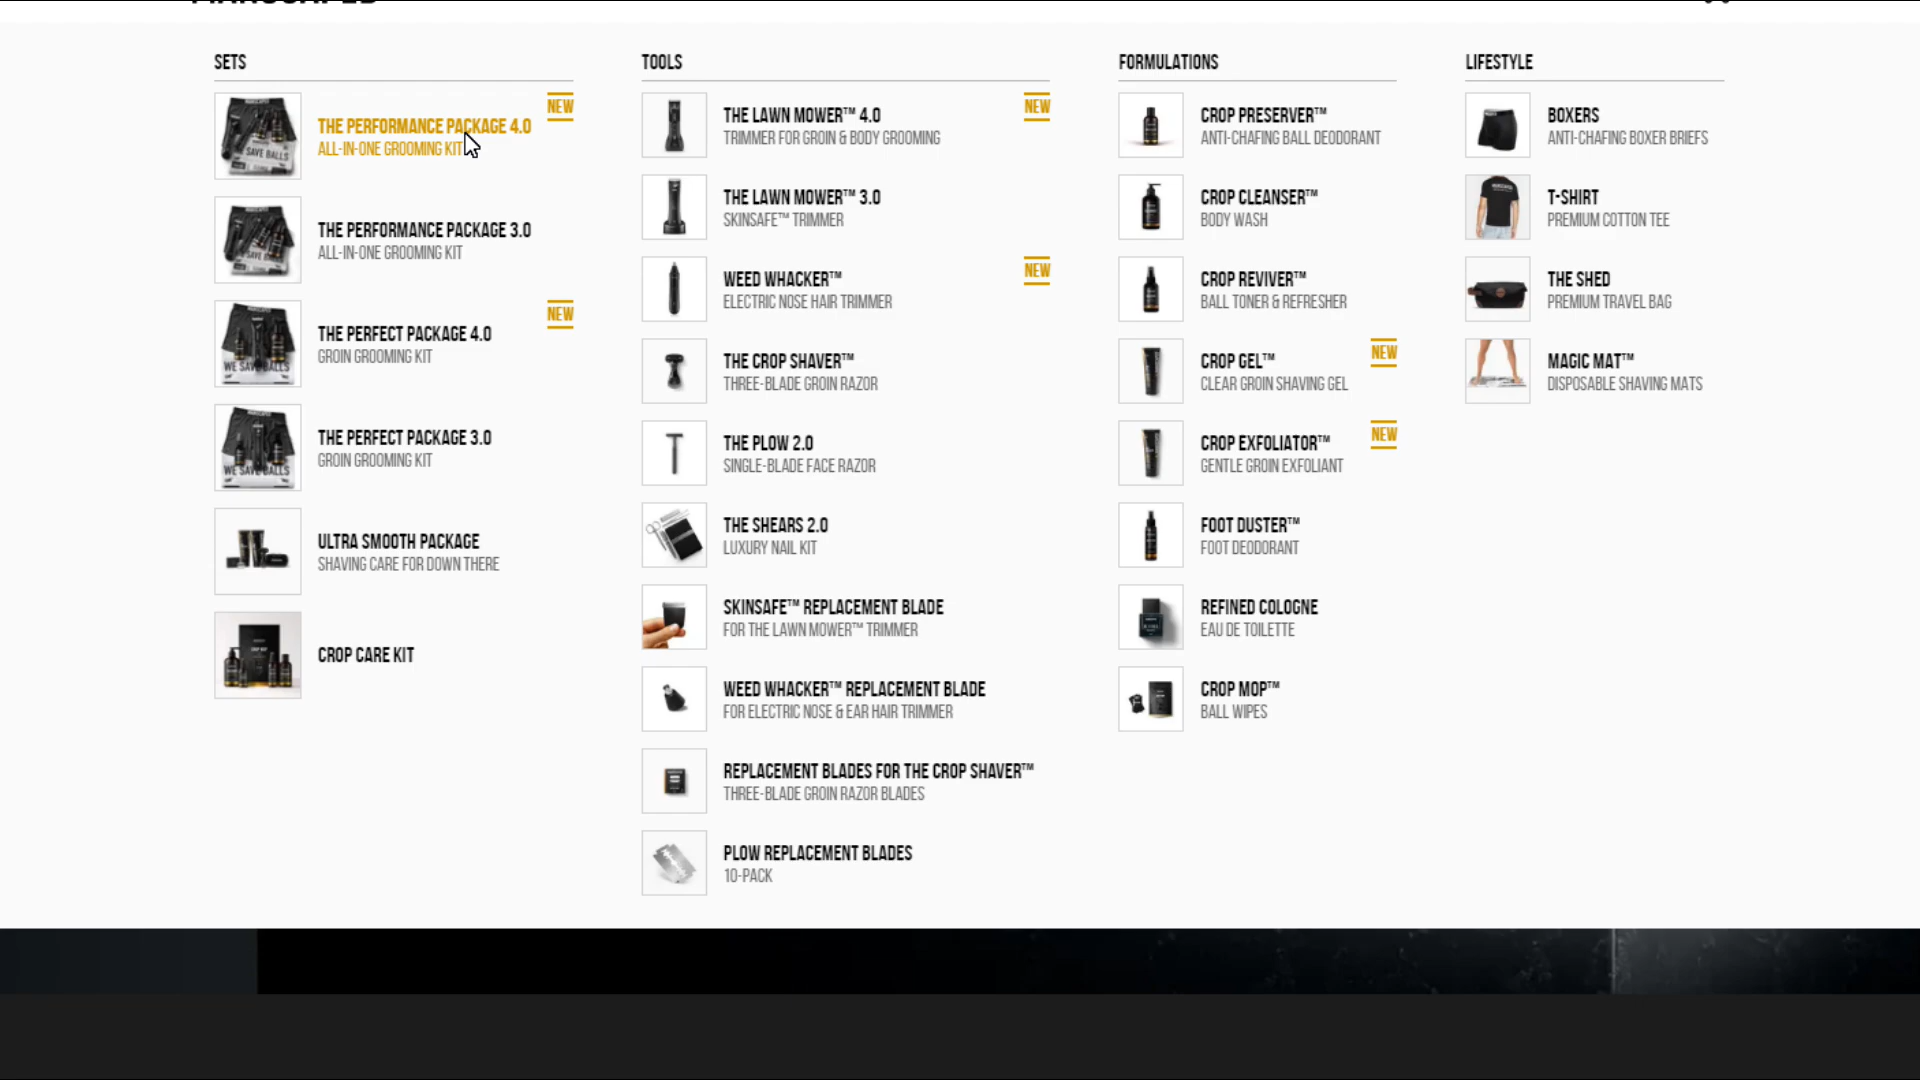 SETS
THE PERFORMANCE PACKAGE 4.0
NEW
ALL-IN-ONE GROOMING KIT
THE PERFORMANCE PACKAGE 3.0
ALL-IN-ONE GROOMING KIT
THE PERFECT PACKAGE 4.0
NEW
GROIN GROOMING KIT
THE PERFECT PACKAGE 3.0
GROIN GROOMING KIT
ULTRA SMOOTH PACKAGE
SHAVING CARE FOR DOWN THERE
CROP CARE KIT
TOOLS
THE LAWN MOWER™ 4.0
NEW
TRIMMER FOR GROIN & BODY GROOMING
THE LAWN MOWER™ 3.0
SKINSAFE™ TRIMMER
WEED WHACKER™
NEW
ELECTRIC NOSE HAIR TRIMMER
THE CROP SHAVER™
THREE-BLADE GROIN RAZOR
THE PLOW 2.0
SINGLE-BLADE FACE RAZOR
THE SHEARS 2.0
LUXURY NAIL KIT
SKINSAFE™ REPLACEMENT BLADE
FOR THE LAWN MOWER™ TRIMMER
WEED WHACKER™ REPLACEMENT BLADE
FOR ELECTRIC NOSE & EAR HAIR TRIMMER
REPLACEMENT BLADES FOR THE CROP SHAVER™
THREE-BLADE GROIN RAZOR BLADES
PLOW REPLACEMENT BLADES
10-PACK
FORMULATIONS
CROP PRESERVER™
ANTI-CHAFING BALL DEODORANT
CROP CLEANSER™
BODY WASH
CROP REVIVER™
BALL TONER & REFRESHER
CROP GEL™
NEW
CLEAR GROIN SHAVING GEL
CROP EXFOLIATOR™
NEW
GENTLE GROIN EXFOLIANT
FOOT DUSTER™
FOOT DEODORANT
REFINED COLOGNE
EAU DE TOILETTE
CROP MOP™
BALL WIPES
LIFESTYLE
BOXERS
ANTI-CHAFING BOXER BRIEFS
T-SHIRT
PREMIUM COTTON TEE
THE SHED
PREMIUM TRAVEL BAG
MAGIC MAT™
DISPOSABLE SHAVING MATS